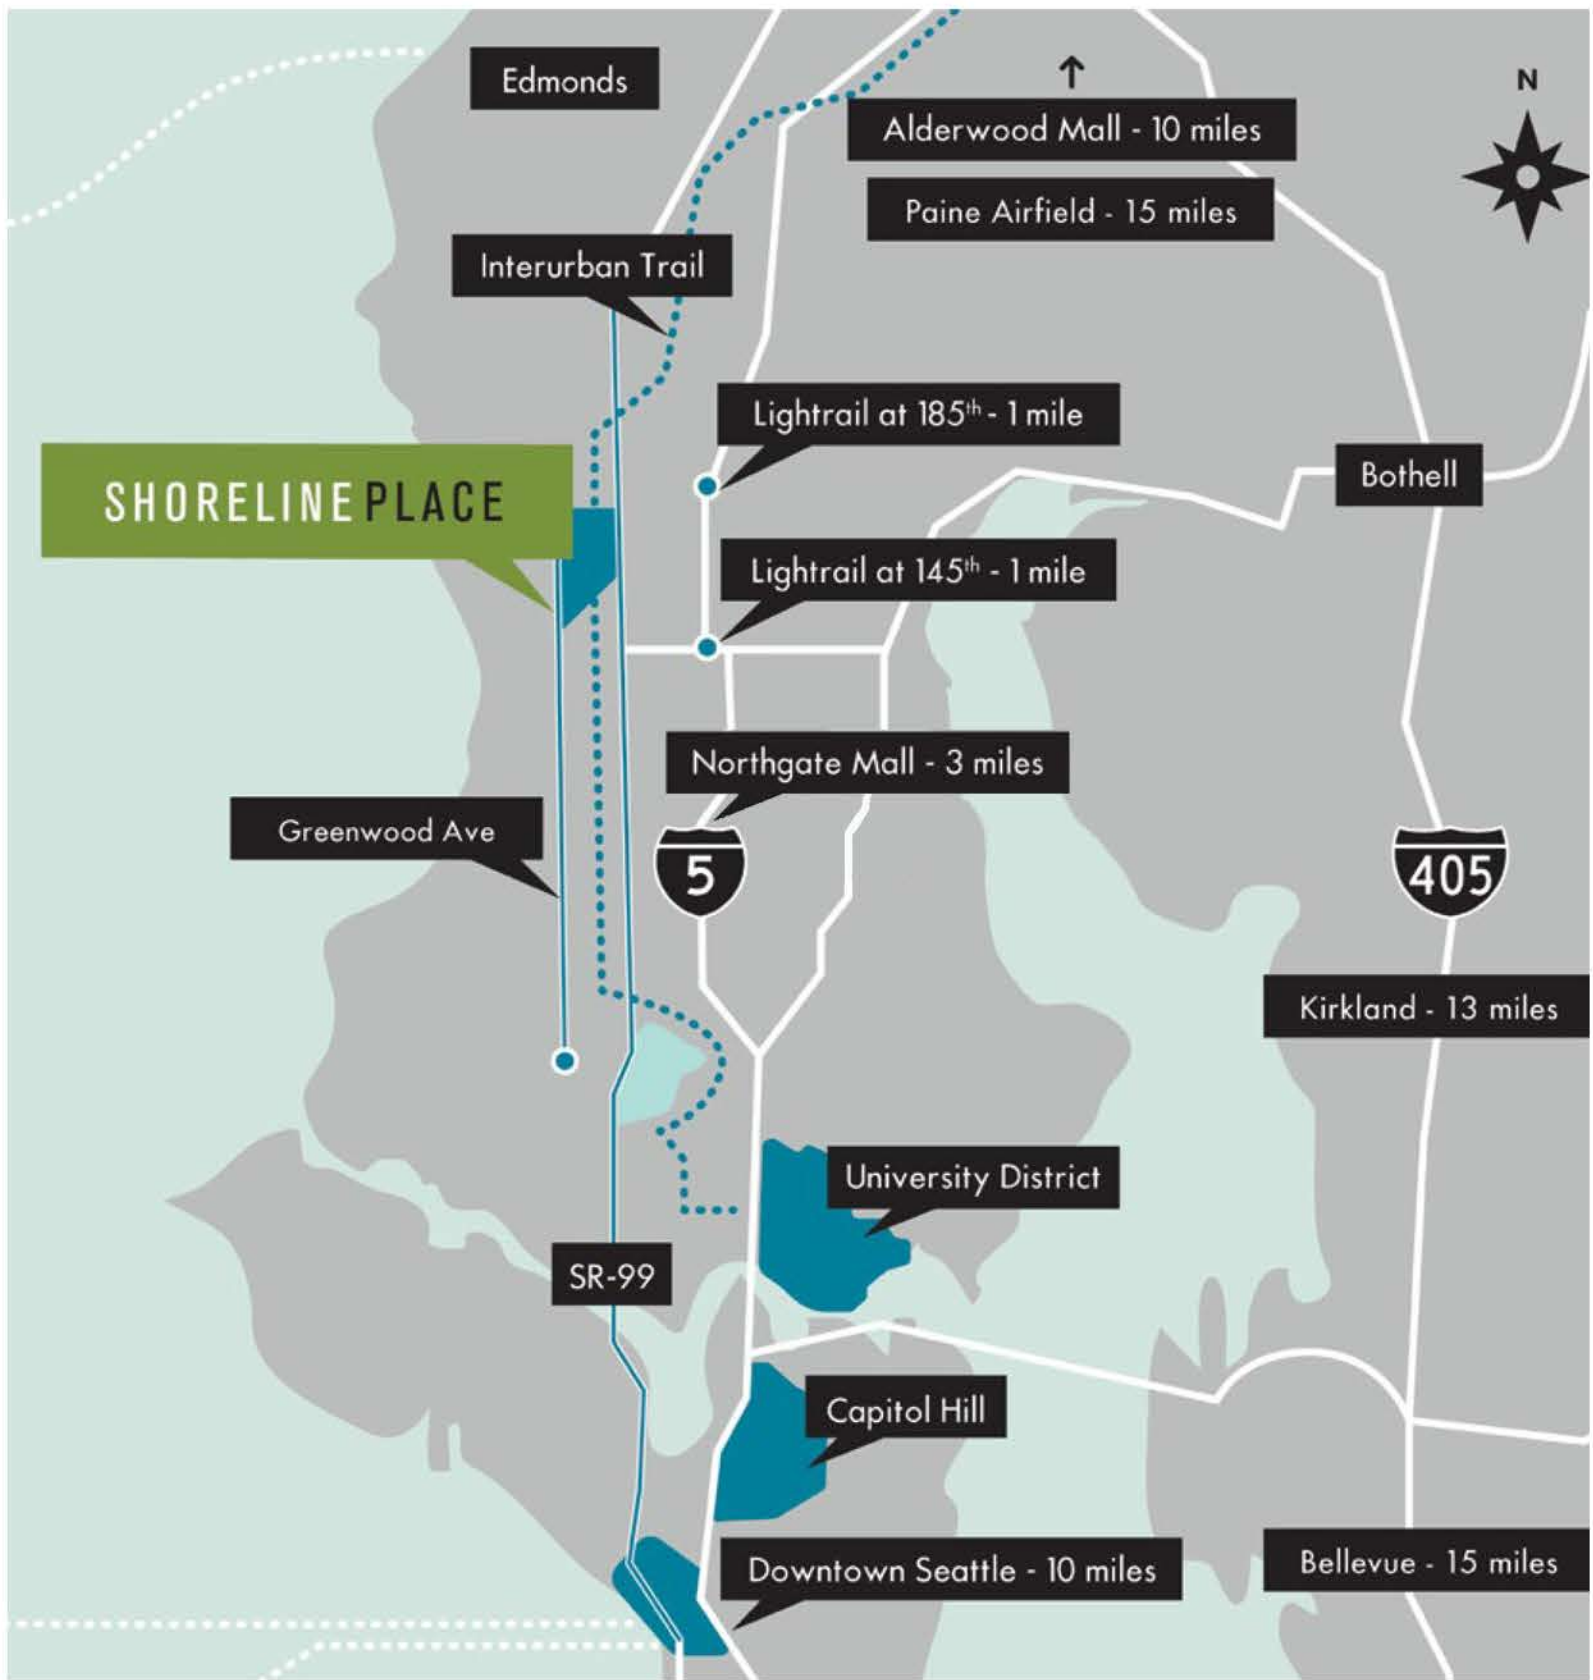 Edmonds
↑
N
Alderwood Mall - 10 miles
Paine Airfield - 15 miles
Interurban Trail
Lightrail at 185th - 1 mile
SHORELINE PLACE
Bothell
Lightrail at 145th - 1 mile
Northgate Mall - 3 miles
Greenwood Ave
5
405
Kirkland - 13 miles
University District
SR-99
Capitol Hill
Downtown Seattle - 10 miles
Bellevue - 15 miles